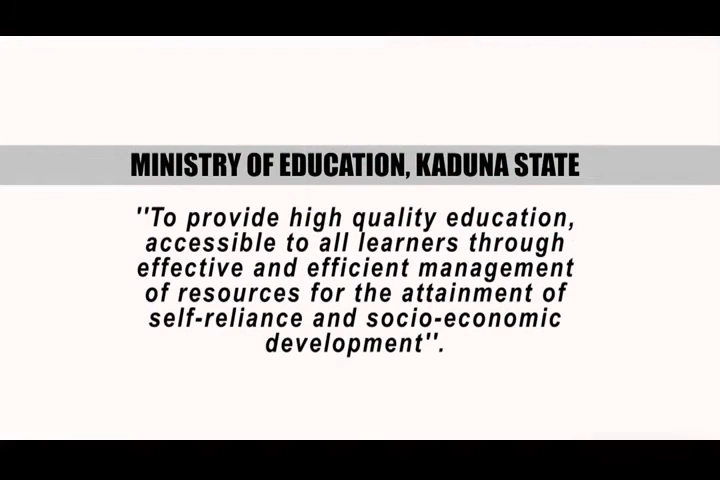 MINISTRY OF EDUCATION, KADUNA STATE
''To provide high quality education,
accessible to all learners through
effective and efficient management
of resources for the attainment of
self-reliance and socio-economic
development''.